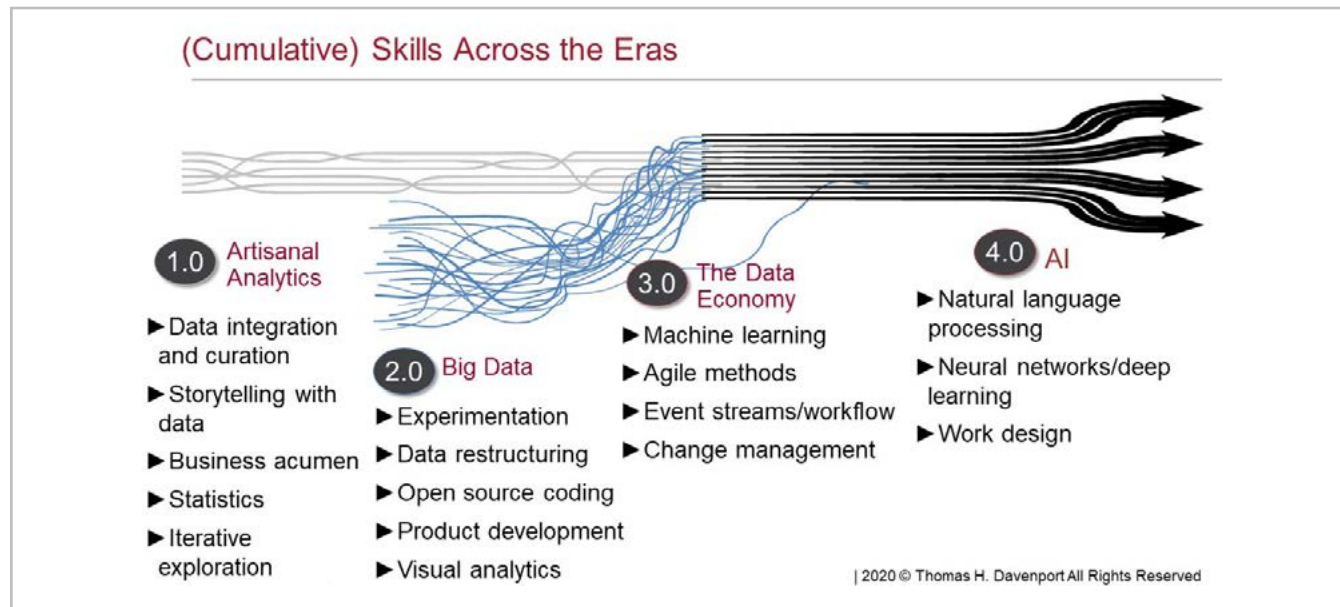 (Cumulative) Skills Across the Eras
1.0
Artisanal
Analytics
►Data integration
and curation
►Storytelling with
data
►Business acumen
►Statistics
►Iterative
exploration
2.0
Big Data
►Experimentation
►Data restructuring
►Open source coding
►Product development
►Visual analytics
3.0
The Data
Economy
►Machine learning
►Agile methods
►Event streams/workflow
►Change management
4.0
AI
►Natural language
processing
►Neural networks/deep
learning
►Work design
| 2020 © Thomas H. Davenport All Rights Reserved